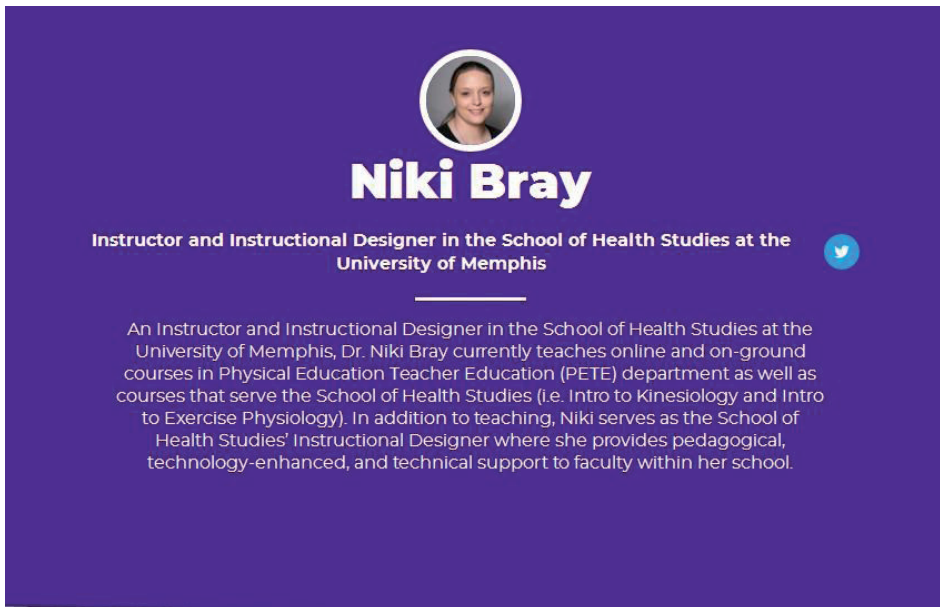 Niki Bray
Instructor and Instructional Designer in the School of Health Studies at the
University of Memphis
An Instructor and Instructional Designer in the School of Health Studies at the
University of Memphis, Dr. Niki Bray currently teaches online and on-ground
courses in Physical Education Teacher Education (PETE) department as well as
courses that serve the School of Health Studies (i.e. Intro to Kinesiology and Intro
to Exercise Physiology). In addition to teaching, Niki serves as the School of
Health Studies’ Instructional Designer where she provides pedagogical,
technology-enhanced, and technical support to faculty within her school.